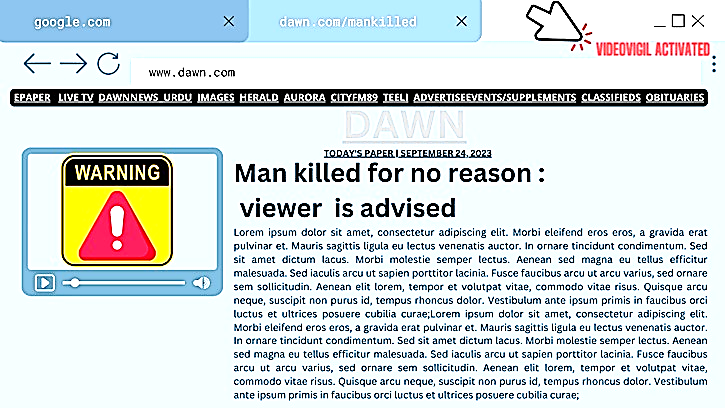 google.com
dawn.com/mankilled
VIDEOVIGIL ACTIVATED
www.dawn.com
EPAPER LIVE TV DAWNNEWS URDU IMAGES HERALD AURORA CITYFM89 TEELI ADVERTISEEVENTS/SUPPLEMENTS CLASSIFIEDS OBITUARIES
DAWN
TODAY'S PAPER | SEPTEMBER 24, 2023
WARNING
Man killed for no reason :
viewer is advised
Lorem ipsum dolor sit amet, consectetur adipiscing elit. Morbi eleifend eros eros, a gravida erat
pulvinar et. Mauris sagittis ligula eu lectus venenatis auctor. In ornare tincidunt condimentum. Sed
sit amet dictum lacus. Morbi molestie semper lectus. Aenean sed magna eu tellus efficitur
malesuada. Sed iaculis arcu ut sapien porttitor lacinia. Fusce faucibus arcu ut arcu varius, sed ornare
sem sollicitudin. Aenean elit lorem, tempor et volutpat vitae, commodo vitae risus. Quisque arcu
neque, suscipit non purus id, tempus rhoncus dolor. Vestibulum ante ipsum primis in faucibus orci
luctus et ultrices posuere cubilia curae;Lorem ipsum dolor sit amet, consectetur adipiscing elit.
Morbi eleifend eros eros, a gravida erat pulvinar et. Mauris sagittis ligula eu lectus venenatis auctor.
In ornare tincidunt condimentum. Sed sit amet dictum lacus. Morbi molestie semper lectus. Aenean
sed magna eu tellus efficitur malesuada. Sed iaculis arcu ut sapien porttitor lacinia. Fusce faucibus
arcu ut arcu varius, sed ornare sem sollicitudin. Aenean elit lorem, tempor et volutpat vitae,
commodo vitae risus. Quisque arcu neque, suscipit non purus id, tempus rhoncus dolor. Vestibulum
ante ipsum primis in faucibus orci luctus et ultrices posuere cubilia curae;